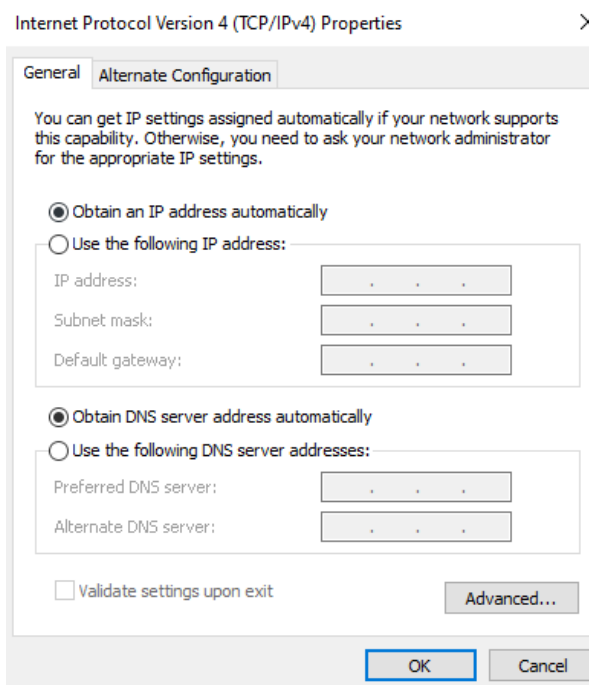 Internet Protocol Version 4 (TCP/IPv4) Properties
General
Alternate Configuration
You can get IP settings assigned automatically if your network supports
this capability. Otherwise, you need to ask your network administrator
for the appropriate IP settings.
Obtain an IP address automatically
Use the following IP address:
IP address:
Subnet mask:
Default gateway:
Obtain DNS server address automatically
Use the following DNS server addresses:
Preferred DNS server:
Alternate DNS server:
Validate settings upon exit
Advanced...
OK
Cancel